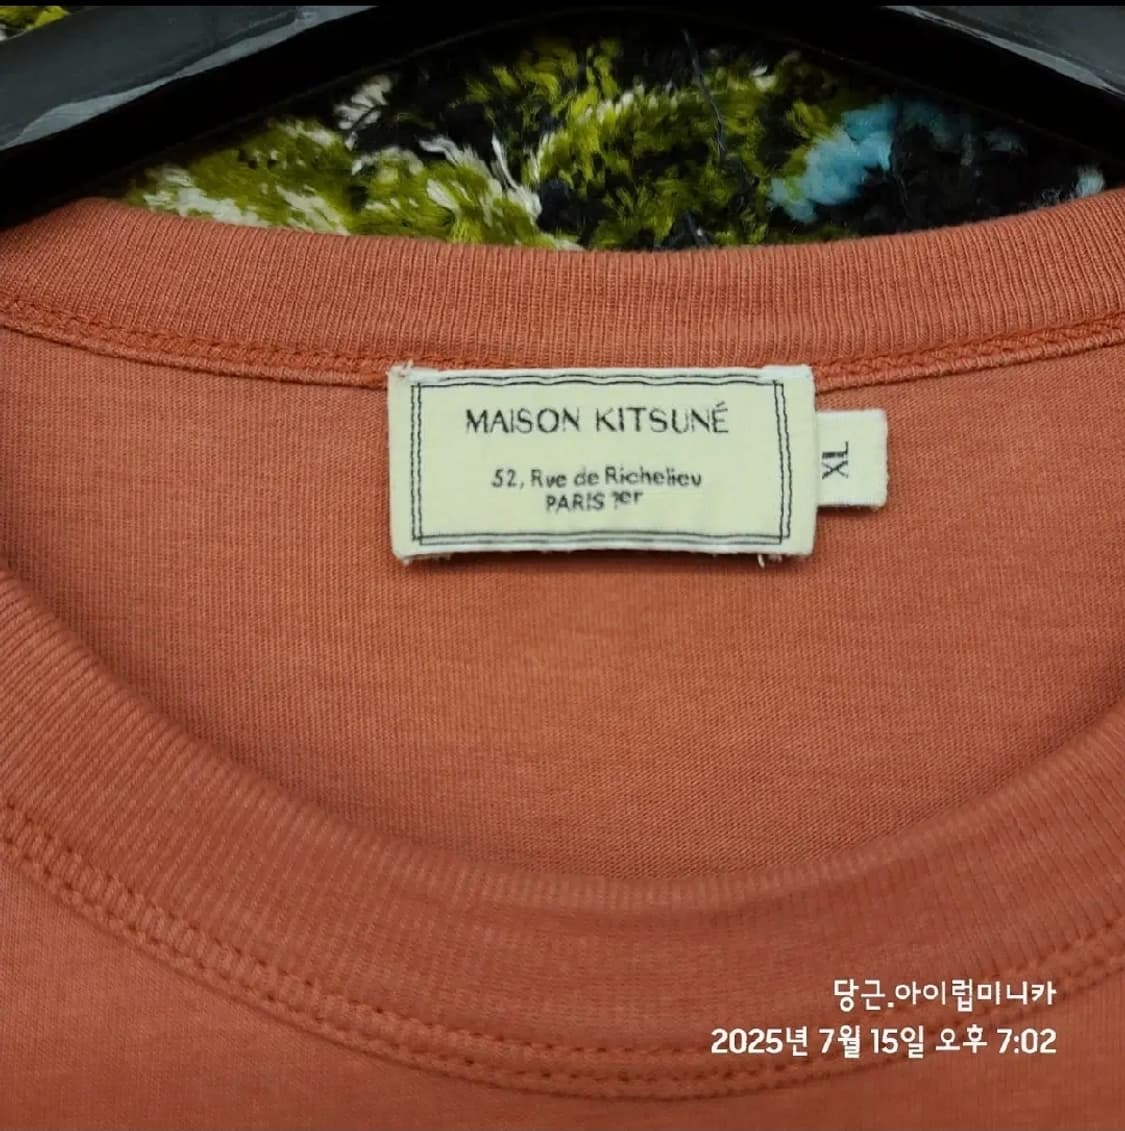 MAISON KITSUNÉ
52, Rue de Richelieu
PARIS 1er
XL
당근.아이럽미니카
2025년 7월 15일 오후 7:02